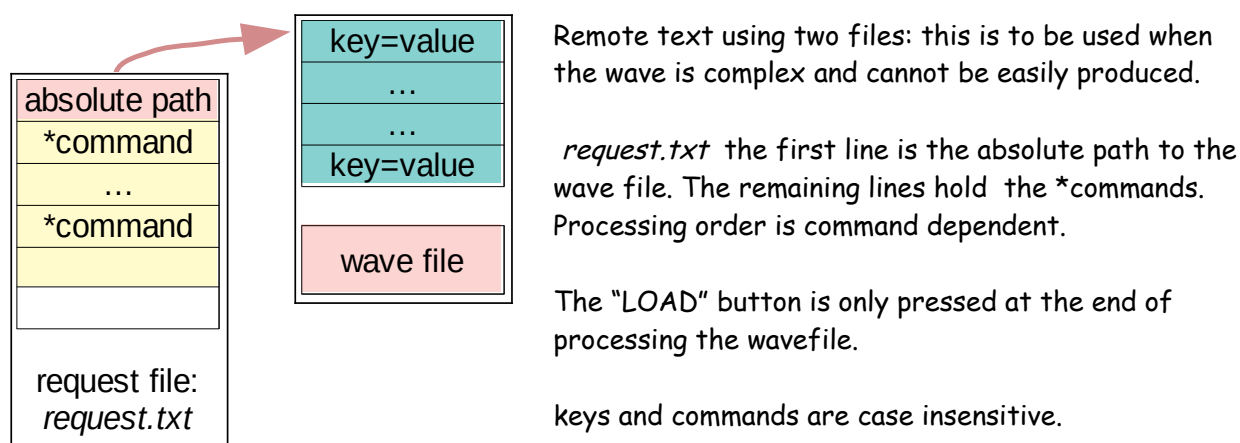 absolute path
*command
...
*command
request file:
request.txt
key=value
...
...
key=value
wave file
Remote text using two files: this is to be used when
the wave is complex and cannot be easily produced.
request.txt the first line is the absolute path to the
wave file. The remaining lines hold the *commands.
Processing order is command dependent.
The “LOAD” button is only pressed at the end of
processing the wavefile.
keys and commands are case insensitive.